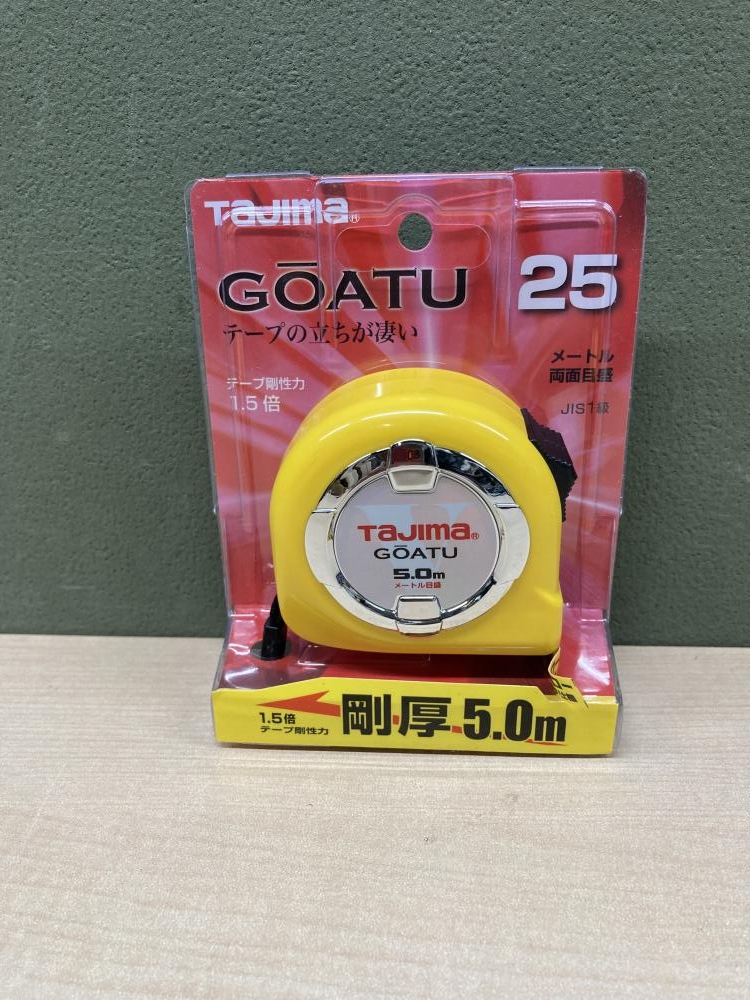 TAJIMA®
GŌATU 25
テープの立ちが凄い
メートル
両面目盛
テープ剛性力
1.5倍
JIS1級
TAJIMA®
GŌATU
5.0m
メートル目盛
1.5倍
テープ剛性力
剛厚 5.0m